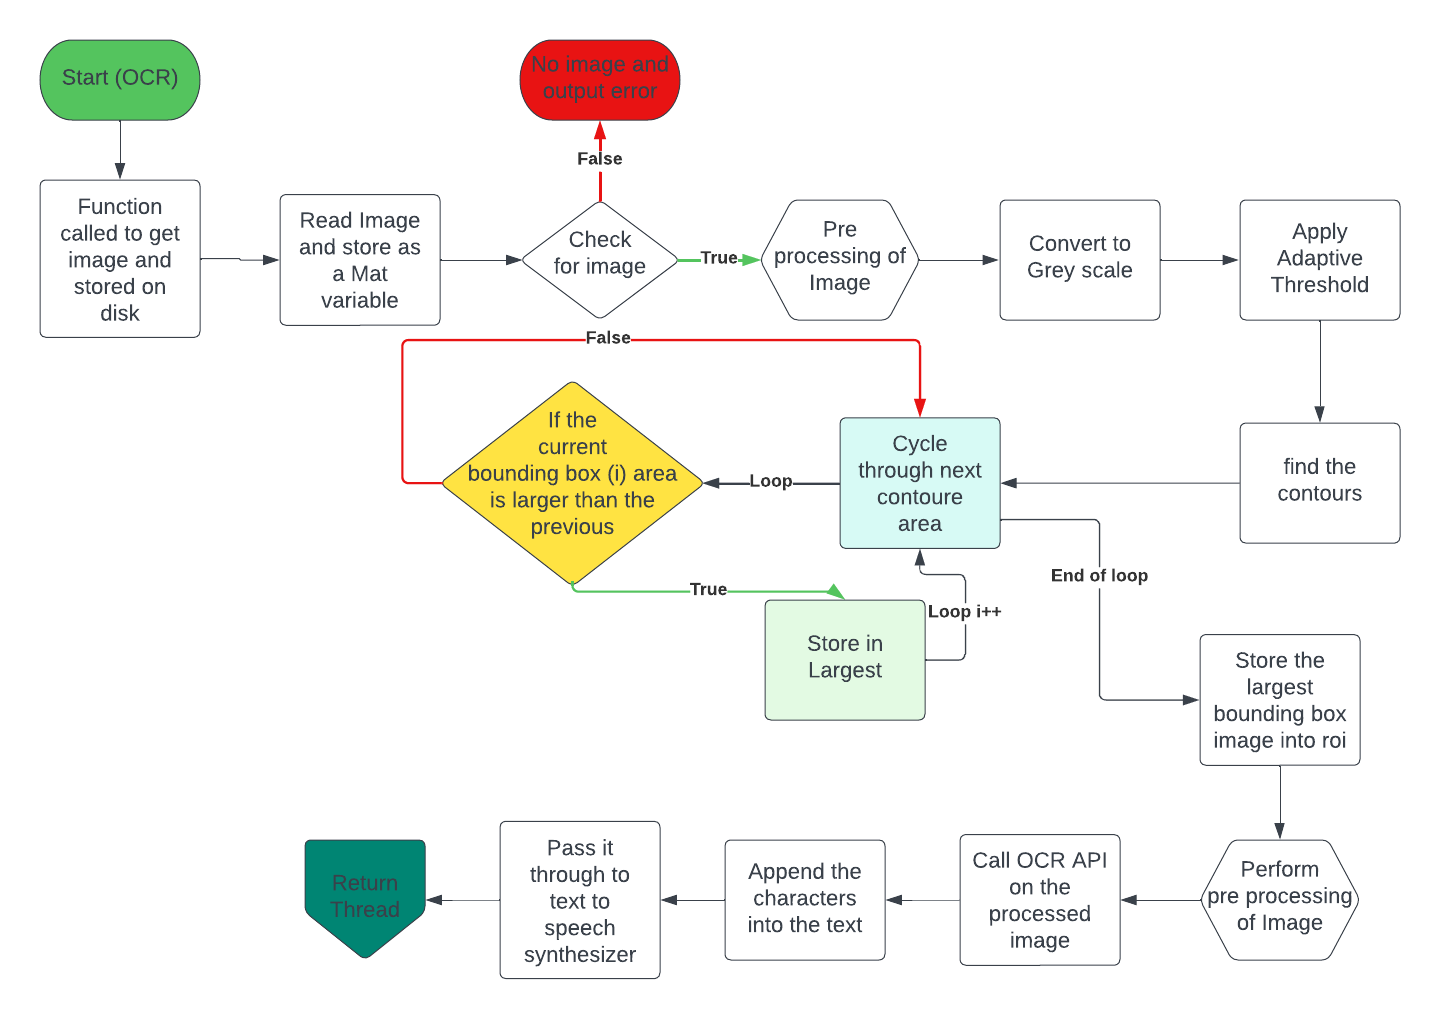 Start (OCR)
No image and
output error
False
Function
called to get
image and
stored on
disk
Read Image
and store as
a Mat
variable
Check
for image
True
Pre
processing of
Image
Convert to
Grey scale
Apply
Adaptive
Threshold
False
If the
current
bounding box (i) area
is larger than the
previous
Loop
Cycle
through next
contoure
area
find the
contours
True
Loop i++
End of loop
Store in
Largest
Store the
largest
bounding box
image into roi
Return
Thread
Pass it
through to
text to
speech
synthesizer
Append the
characters
into the text
Call OCR API
on the
processed
image
Perform
pre processing
of Image